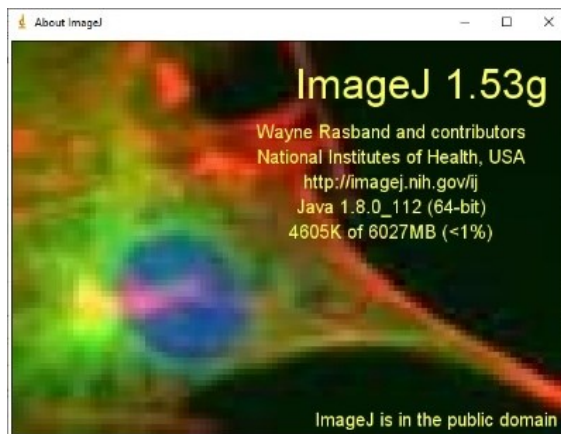 About ImageJ
ImageJ 1.53g
Wayne Rasband and contributors
National Institutes of Health, USA
http://imagej.nih.gov/ij
Java 1.8.0_112 (64-bit)
4605K of 6027MB (<1%)
ImageJ is in the public domain